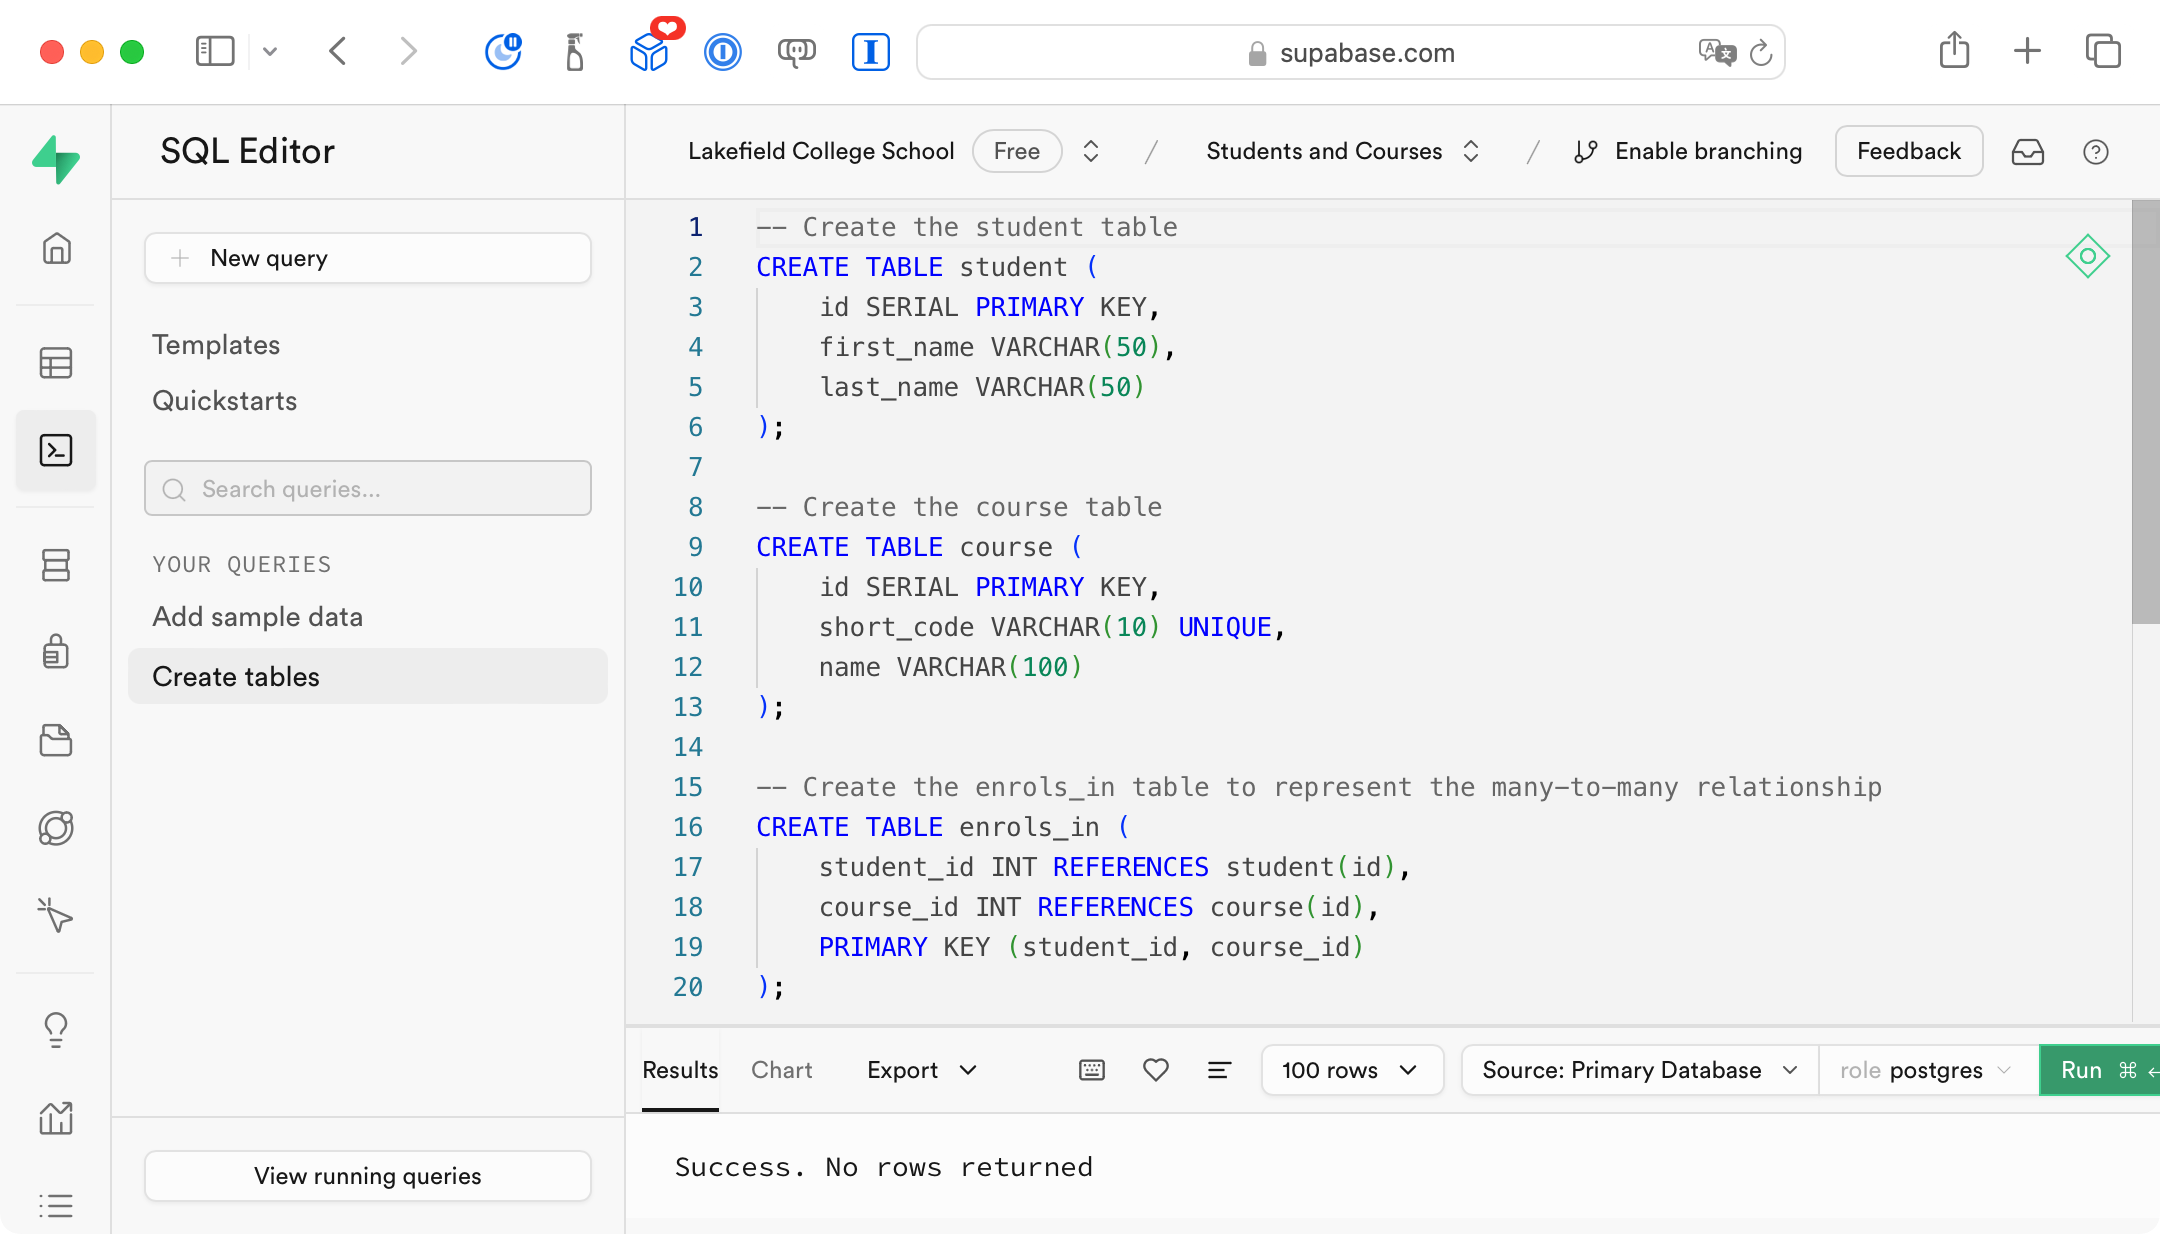 supabase.com
SQL Editor
Lakefield College School Free / Students and Courses / Enable branching Feedback
New query
Templates
Quickstarts
Search queries...
YOUR QUERIES
Add sample data
Create tables
View running queries
1 -- Create the student table
2 CREATE TABLE student (
3 id SERIAL PRIMARY KEY,
4 first_name VARCHAR(50),
5 last_name VARCHAR(50)
6 );
7
8 -- Create the course table
9 CREATE TABLE course (
10 id SERIAL PRIMARY KEY,
11 short_code VARCHAR(10) UNIQUE,
12 name VARCHAR(100)
13 );
14
15 -- Create the enrols_in table to represent the many-to-many relationship
16 CREATE TABLE enrols_in (
17 student_id INT REFERENCES student(id),
18 course_id INT REFERENCES course(id),
19 PRIMARY KEY (student_id, course_id)
20 );
Results Chart Export 100 rows Source: Primary Database role postgres Run ⌘
Success. No rows returned